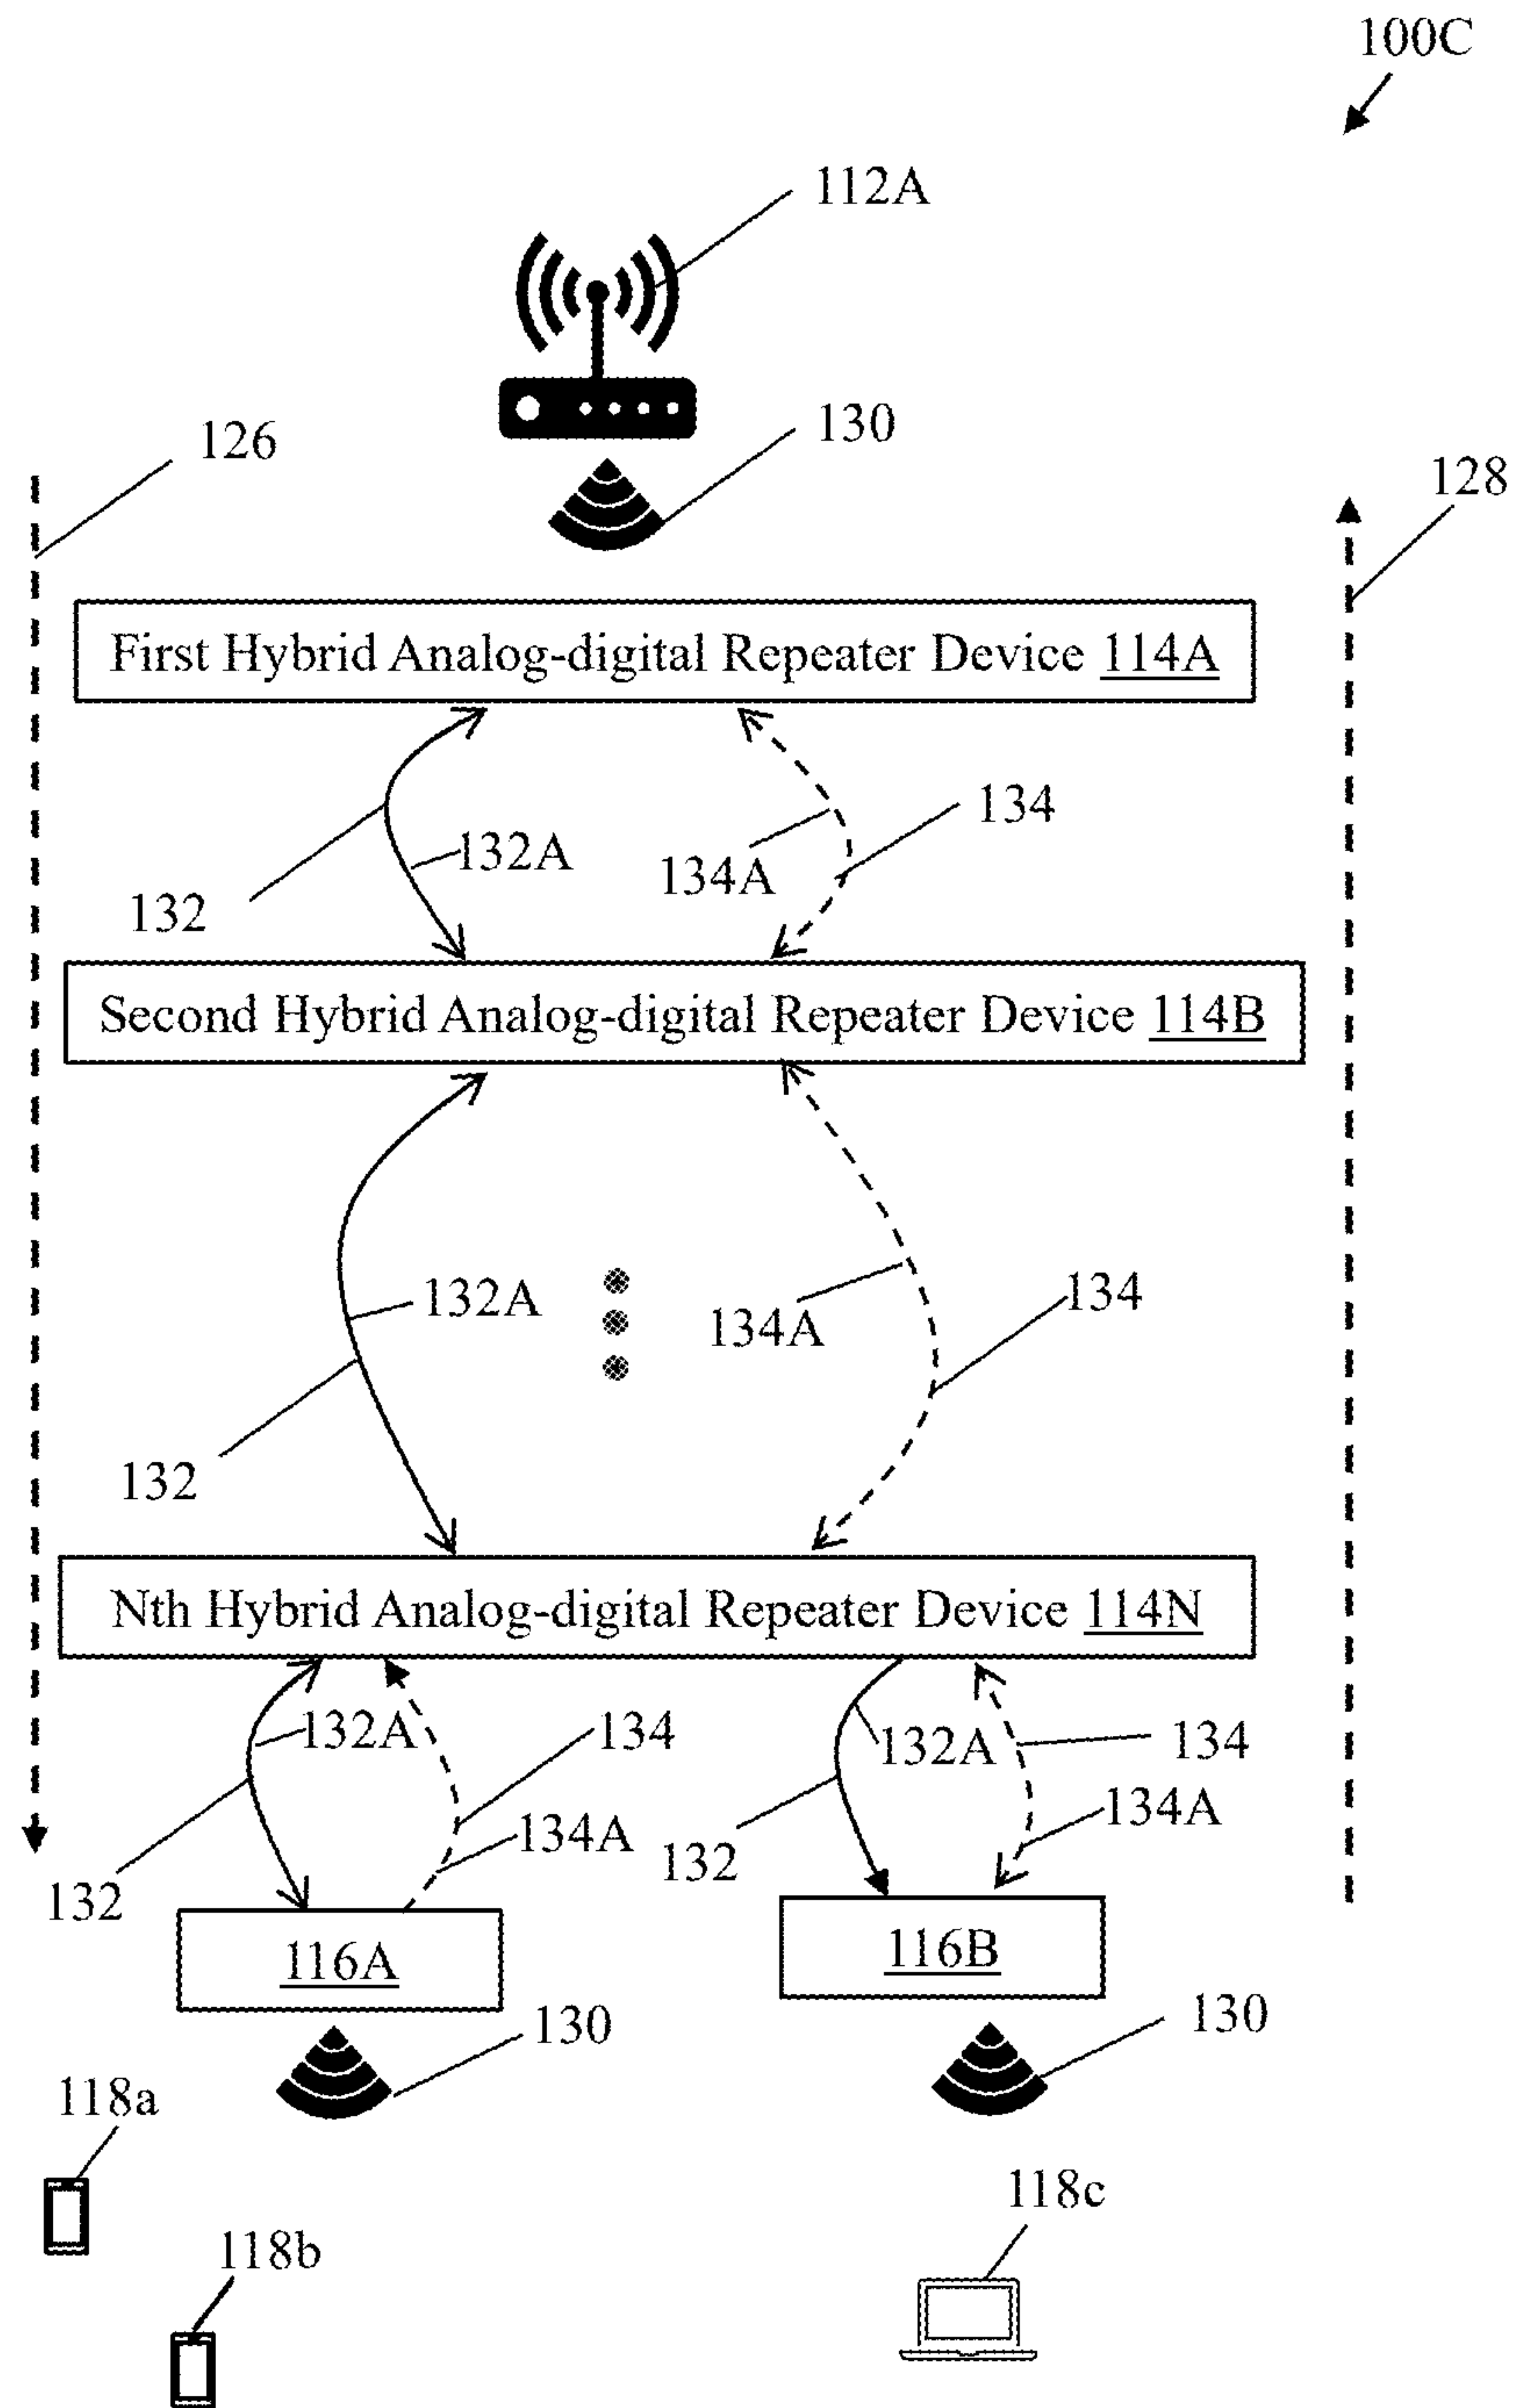 100C
112A
130
126
128
First Hybrid Analog-digital Repeater Device 114A
134
132A
134A
132
Second Hybrid Analog-digital Repeater Device 114B
132A
134
134A
132
Nth Hybrid Analog-digital Repeater Device 114N
132A
134
132A
134
134A
134A
132
132
116A
116B
130
130
118a
118c
118b